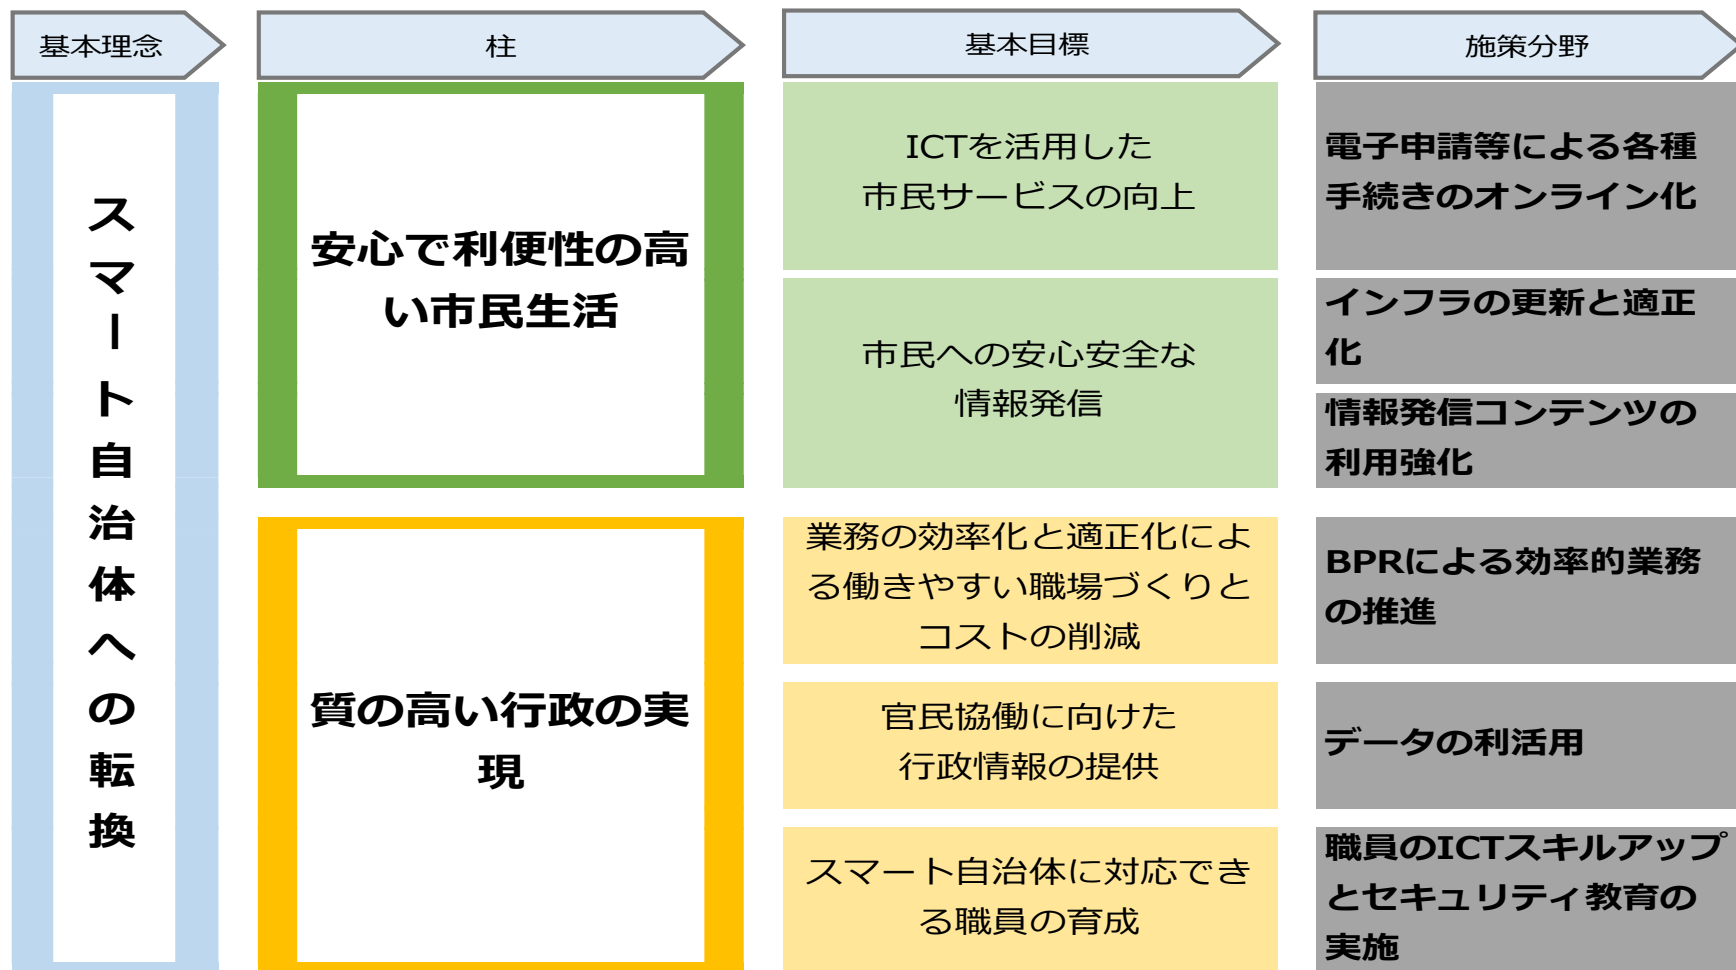 基本理念
柱
基本目標
施策分野
スマート自治体への転換
安心で利便性の高
い市民生活
ICTを活用した
市民サービスの向上
電子申請等による各種
手続きのオンライン化
市民への安心安全な
情報発信
インフラの更新と適正
化
情報発信コンテンツの
利用強化
質の高い行政の実
現
業務の効率化と適正化によ
る働きやすい職場づくりと
コストの削減
BPRによる効率的業務
の推進
官民協働に向けた
行政情報の提供
データの利活用
スマート自治体に対応でき
る職員の育成
職員のICTスキルアップ
とセキュリティ教育の
実施